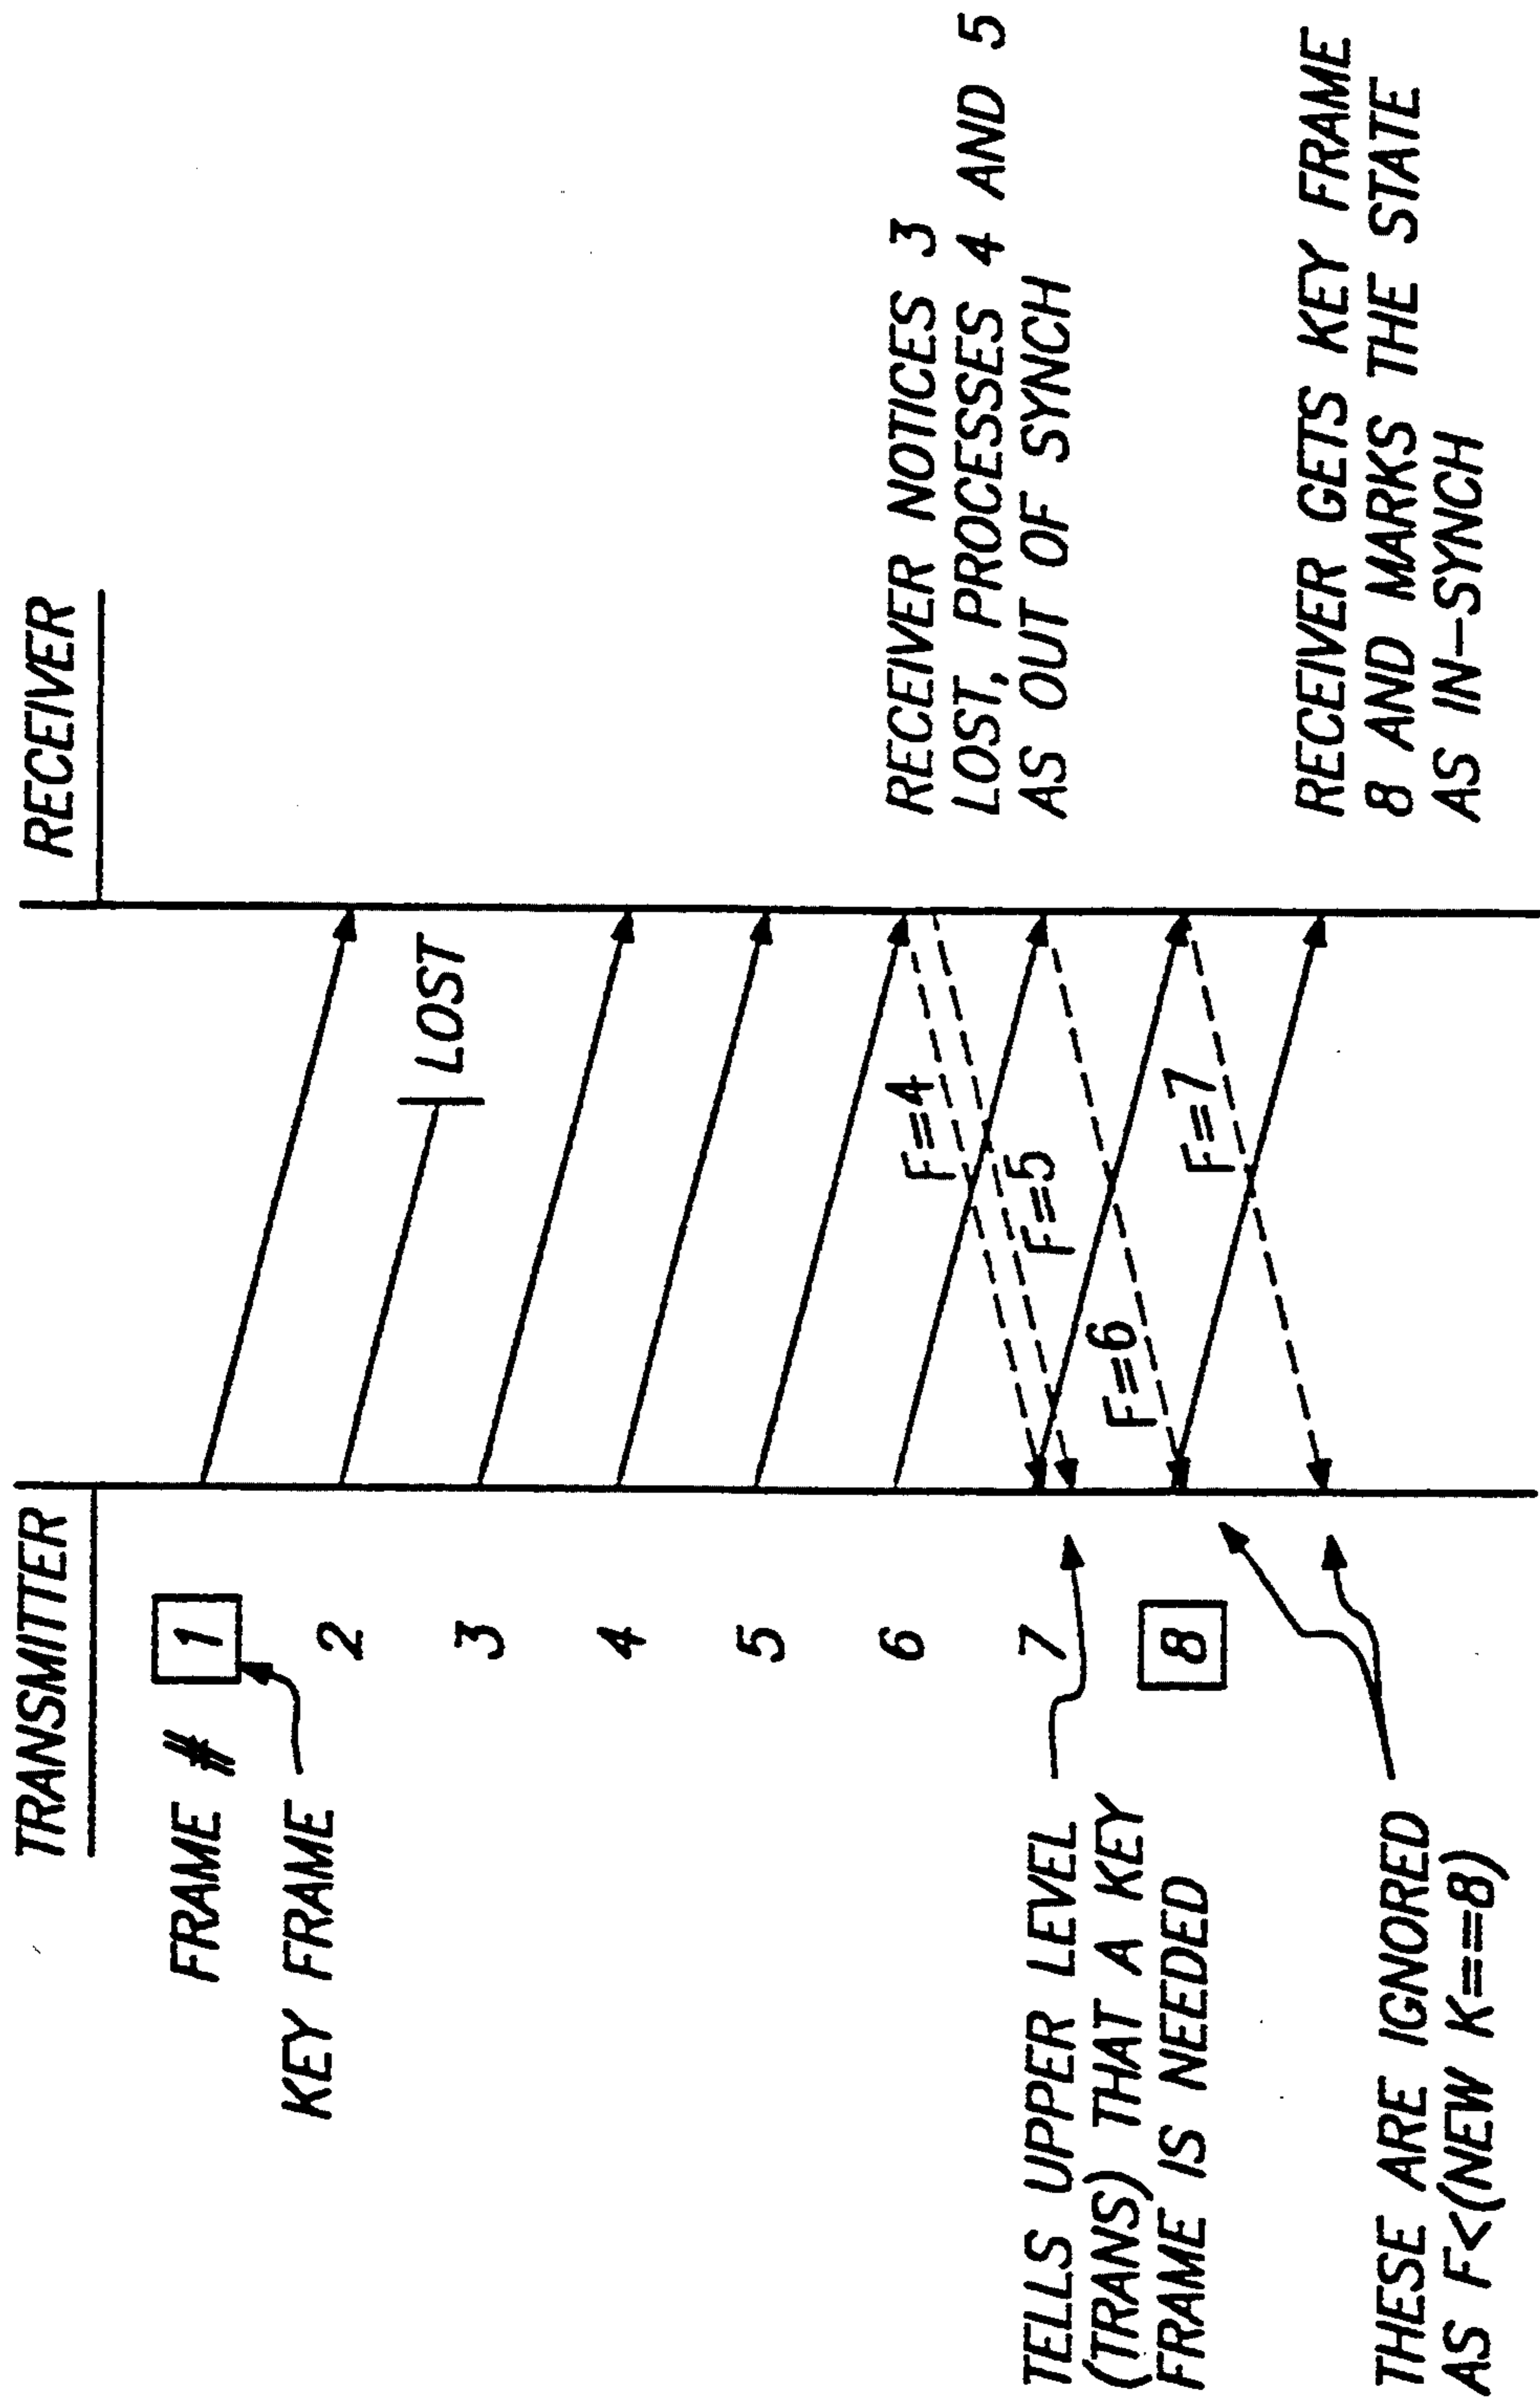 TRANSMITTER
RECEIVER
FRAME #
1
KEY FRAME
2
LOST
3
4
5
6
F=4
RECEIVER NOTICES 3
LOST, PROCESSES 4 AND 5
AS OUT OF SYNCH
F=5
7
TELLS UPPER LEVEL
(TRANS) THAT A KEY
FRAME IS NEEDED
F=6
8
F=7
THESE ARE IGNORED
AS F<(NEW K==8)
RECEIVER GETS KEY FRAME
8 AND MARKS THE STATE
AS IN-SYNCH